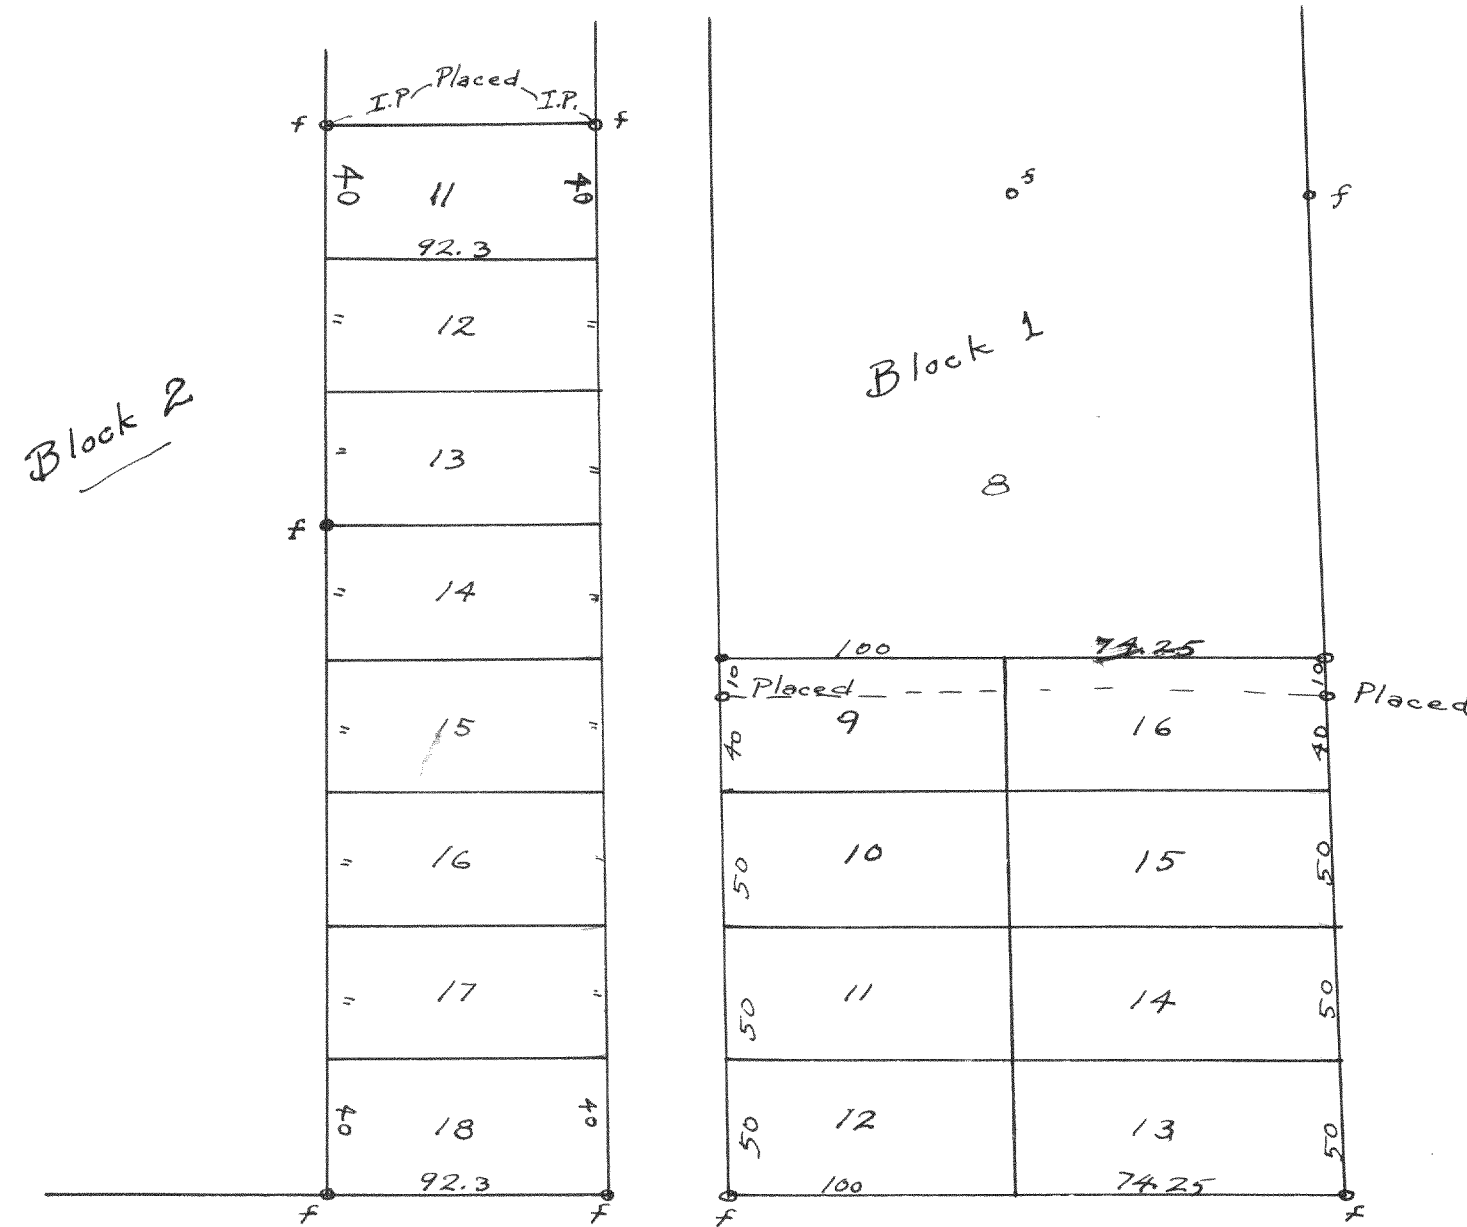 Placed
I.P I.P.
f f
40 11 40
92.3
= 12 =
= 13 =
f
= 14 =
= 15 =
= 16
= 17 =
40 18 40
92.3
f f
Block 2
f
f
Block 1
8
100 74.25
10 Placed 10 Placed
9 16
40 40
10 15
50 50
11 14
50 50
12 13
50 50
100 74.25
f f